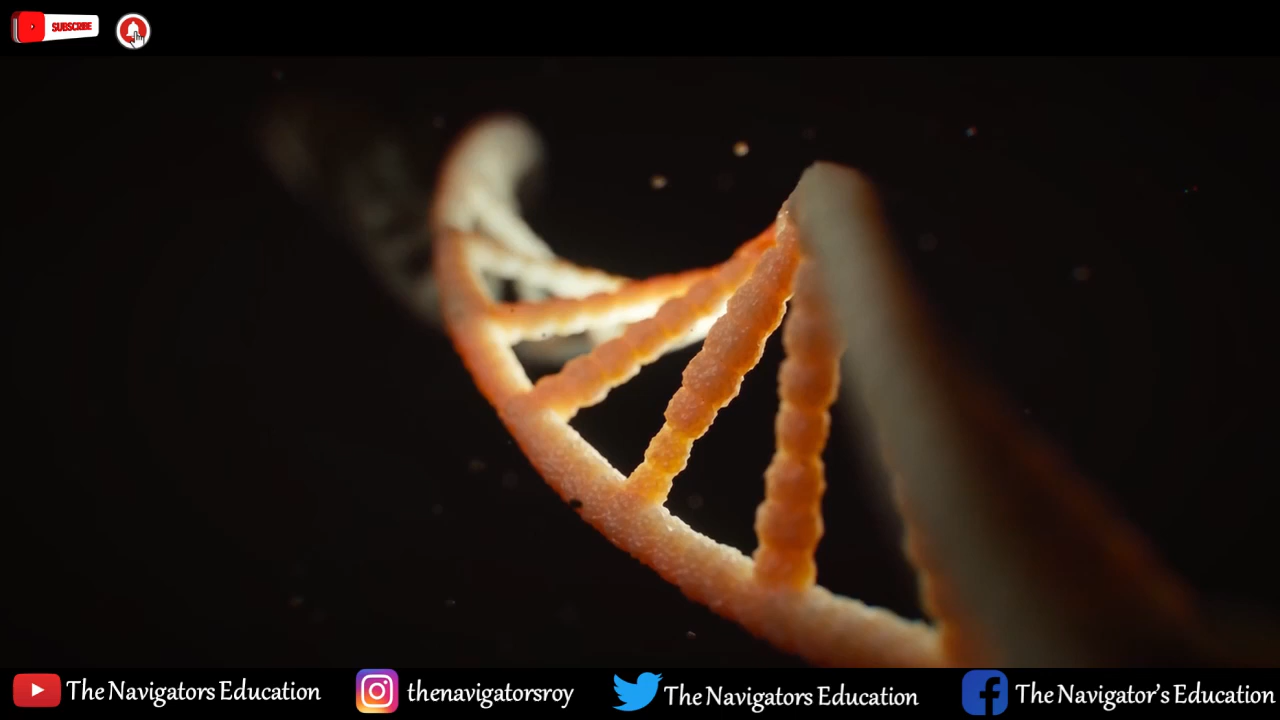 SUBSCRIBE
The Navigators Education
thenavigatorsroy
The Navigators Education
The Navigator's Education